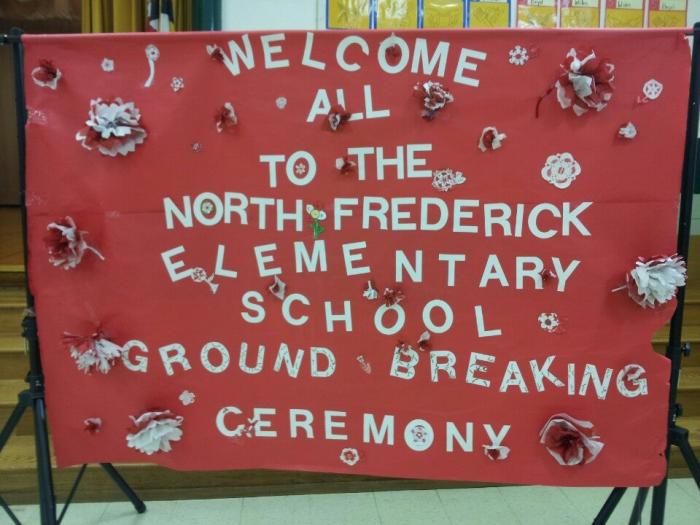 WELCOME
ALL
TO THE
NORTH FREDERICK
ELEMENTARY
SCHOOL
GROUND BREAKING
CEREMONY